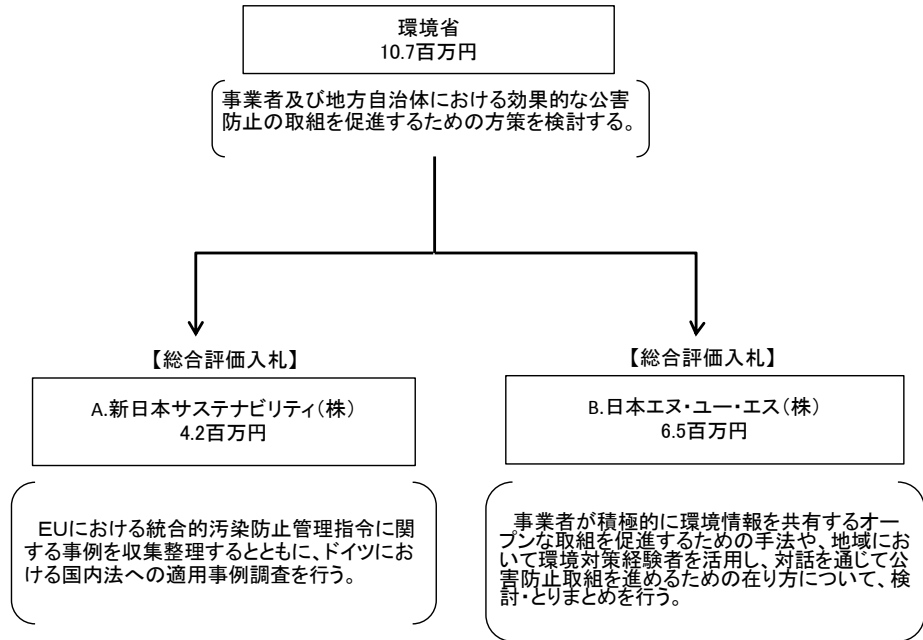 環境省
10.7百万円
事業者及び地方自治体における効果的な公害
防止の取組を促進するための方策を検討する。
【総合評価入札】
A.新日本サステナビリティ(株)
4.2百万円
EUにおける統合的汚染防止管理指令に関
する事例を収集整理するとともに、ドイツにお
ける国内法への適用事例調査を行う。
【総合評価入札】
B.日本エヌ・ユー・エス(株)
6.5百万円
事業者が積極的に環境情報を共有するオー
プンな取組を促進するための手法や、地域にお
いて環境対策経験者を活用し、対話を通じて公
害防止取組を進めるための在り方について、検
討・とりまとめを行う。